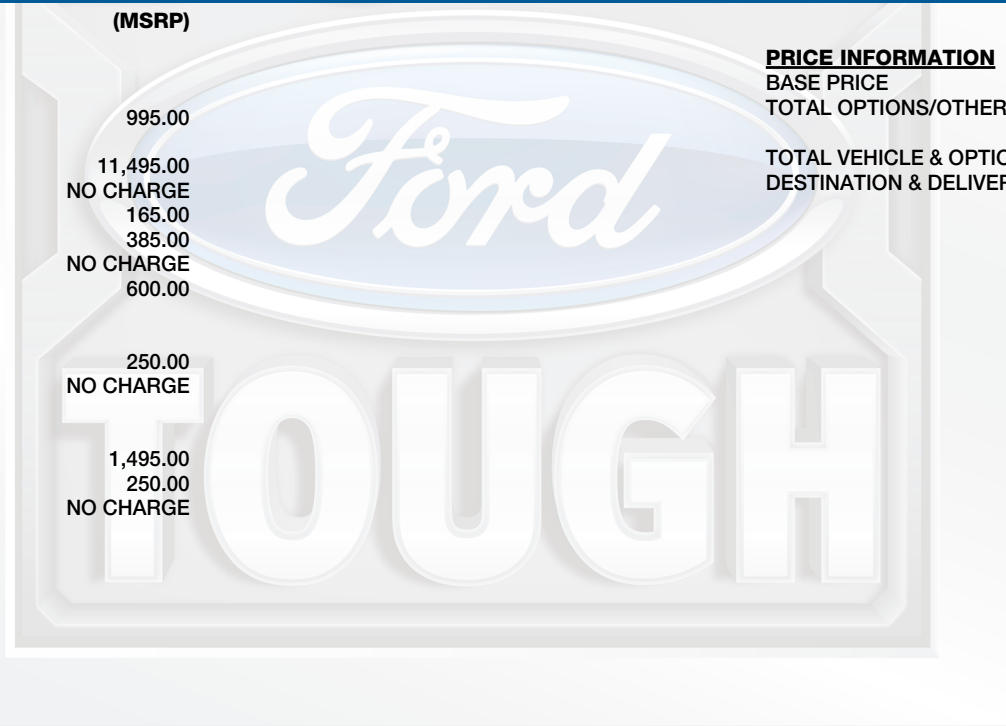 (MSRP)
995.00
11,495.00
NO CHARGE
165.00
385.00
NO CHARGE
600.00
250.00
NO CHARGE
1,495.00
250.00
NO CHARGE
PRICE INFORMATION
BASE PRICE
TOTAL OPTIONS/OTHER
TOTAL VEHICLE & OPTIO
DESTINATION & DELIVER
Ford
TOUGH